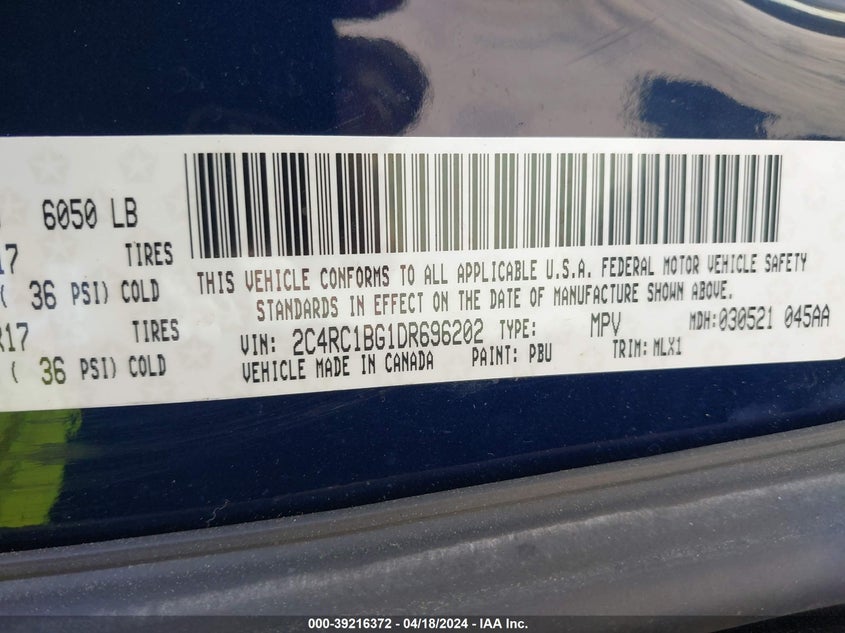 6050 LB
17 TIRES
( 36 PSI) COLD
R17 TIRES
( 36 PSI) COLD
THIS VEHICLE CONFORMS TO ALL APPLICABLE U.S.A. FEDERAL MOTOR VEHICLE SAFETY
STANDARDS IN EFFECT ON THE DATE OF MANUFACTURE SHOWN ABOVE.
VIN: 2C4RC1BG1DR696202 TYPE: MPV MDH: 030521 045AA
VEHICLE MADE IN CANADA PAINT: PBU TRIM: MLX1
000-39216372 - 04/18/2024 - IAA Inc.